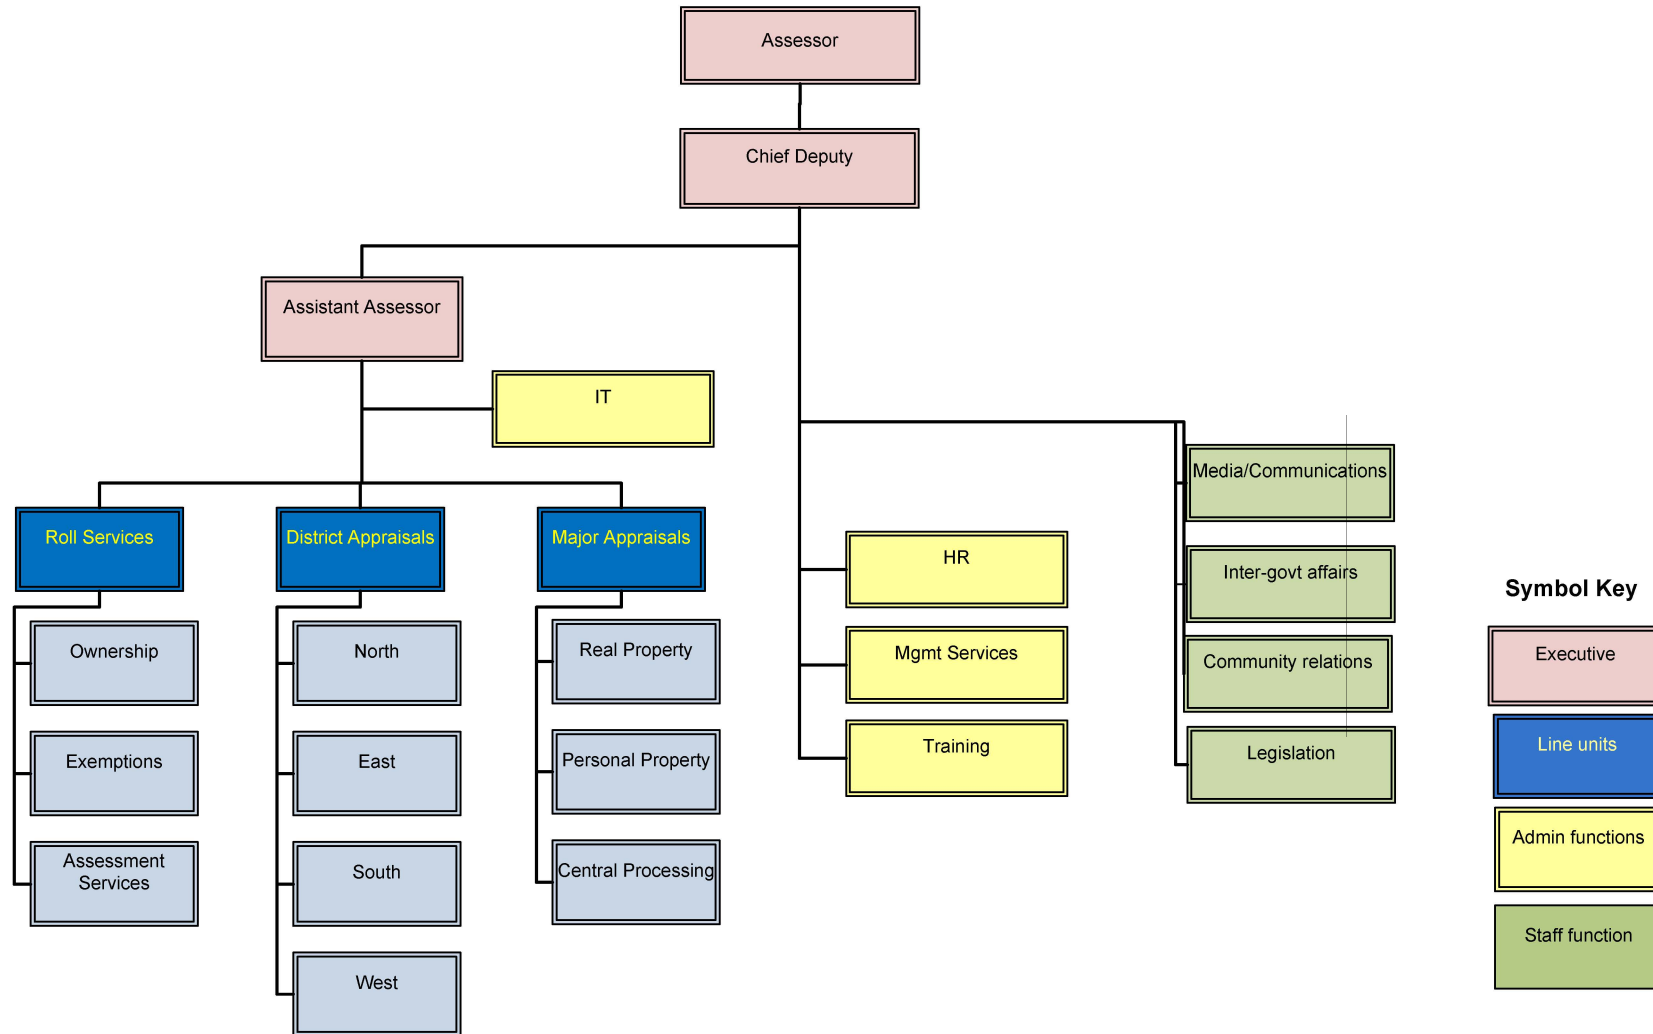 Assessor
Chief Deputy
Assistant Assessor
IT
Roll Services
District Appraisals
Major Appraisals
Ownership
Exemptions
Assessment
Services
North
East
South
West
Real Property
Personal Property
Central Processing
HR
Mgmt Services
Training
Media/Communications
Inter-govt affairs
Community relations
Legislation
Symbol Key
Executive
Line units
Admin functions
Staff function